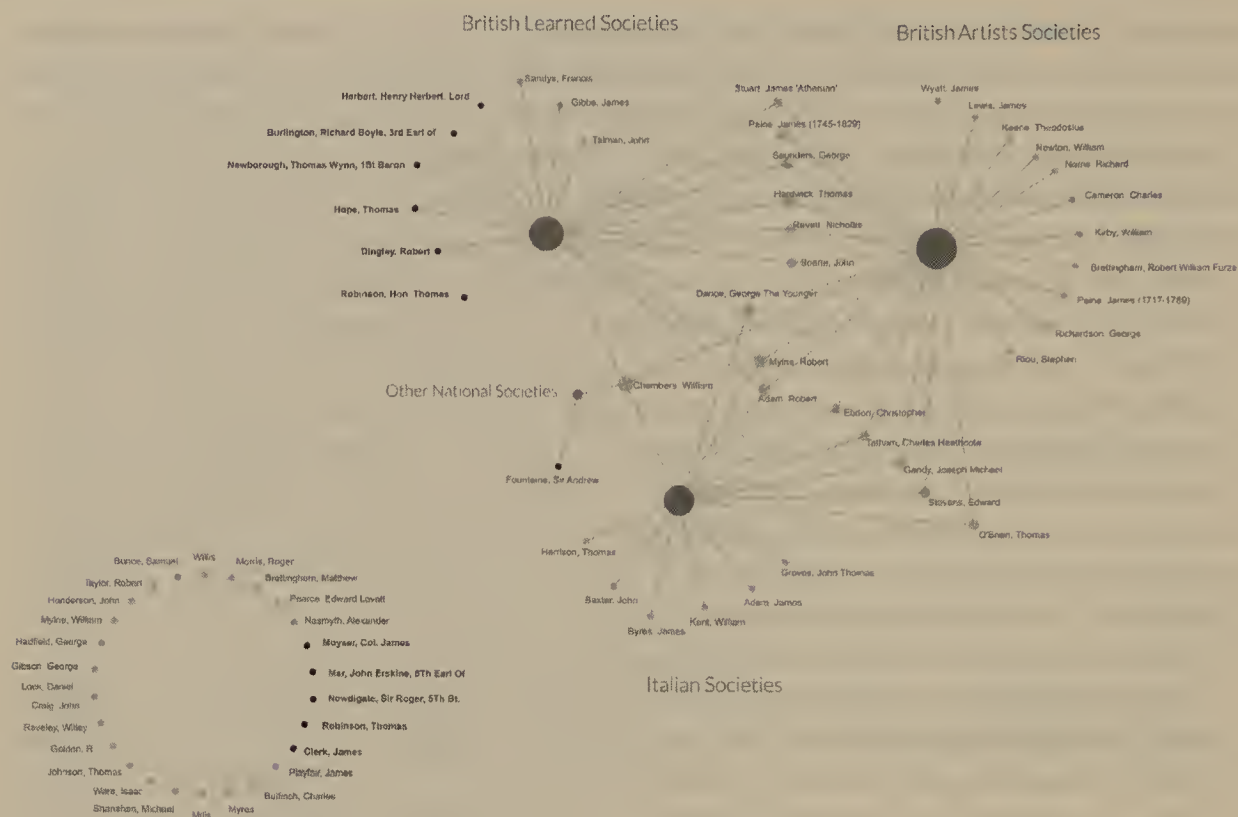 British Learned Societies
British Artists Societies
Sandys, Francis
Herbert, Henry Herbert, Lord
Gibbs, James
Burlington, Richard Boyle, 3rd Earl of
Talman, John
Newborough, Thomas Wynn, 1St Baron
Hope, Thomas
Dingley, Robert
Robinson, Hon Thomas
Stuart James 'Athenian'
Paine James (1745-1829)
Saunders, George
Hardwick Thomas
Revett Nicholas
Soane, John
Dance, George The Younger
Wyatt, James
Lewis, James
Keene Theodosius
Newton, William
Norris Richard
Cameron Charles
Kirby, William
Brettingham, Robert William Furze
Paine James (1717-1789)
Richardson George
Riou, Stephen
Mylne, Robert
Other National Societies
Chambers William
Adam Robert
Ebdon, Christopher
Tatham, Charles Heathcote
Gandy, Joseph Michael
Stevens, Edward
O'Brien, Thomas
Fountaine, Sir Andrew
Harrison, Thomas
Baxter, John
Byres, James
Kent, William
Adam James
Groves, John Thomas
Italian Societies
Bunce, Samuel
Willis
Morris, Roger
Taylor, Robert
Brettingham, Matthew
Henderson, John
Pearce Edward Lovett
Mylne, William
Nasmyth, Alexander
Hadfield, George
Moyser, Col. James
Gibson George
Mar, John Erskine, 6Th Earl Of
Lock, Daniel
Newdigate, Sir Roger, 5Th Bt.
Craig John
Reveley, Willey
Robinson, Thomas
Golden, R
Clerk, James
Johnson, Thomas
Playfair, James
Ware, Isaac
Bulfinch, Charles
Shanahan, Michael
Mills
Myres